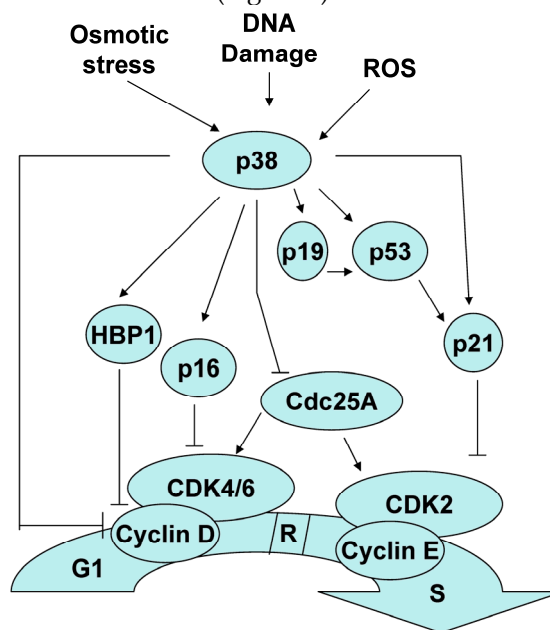 Osmotic
stress
DNA
Damage
ROS
p38
p19
p53
HBP1
p16
p21
Cdc25A
CDK4/6
CDK2
Cyclin D
R
Cyclin E
G1
S